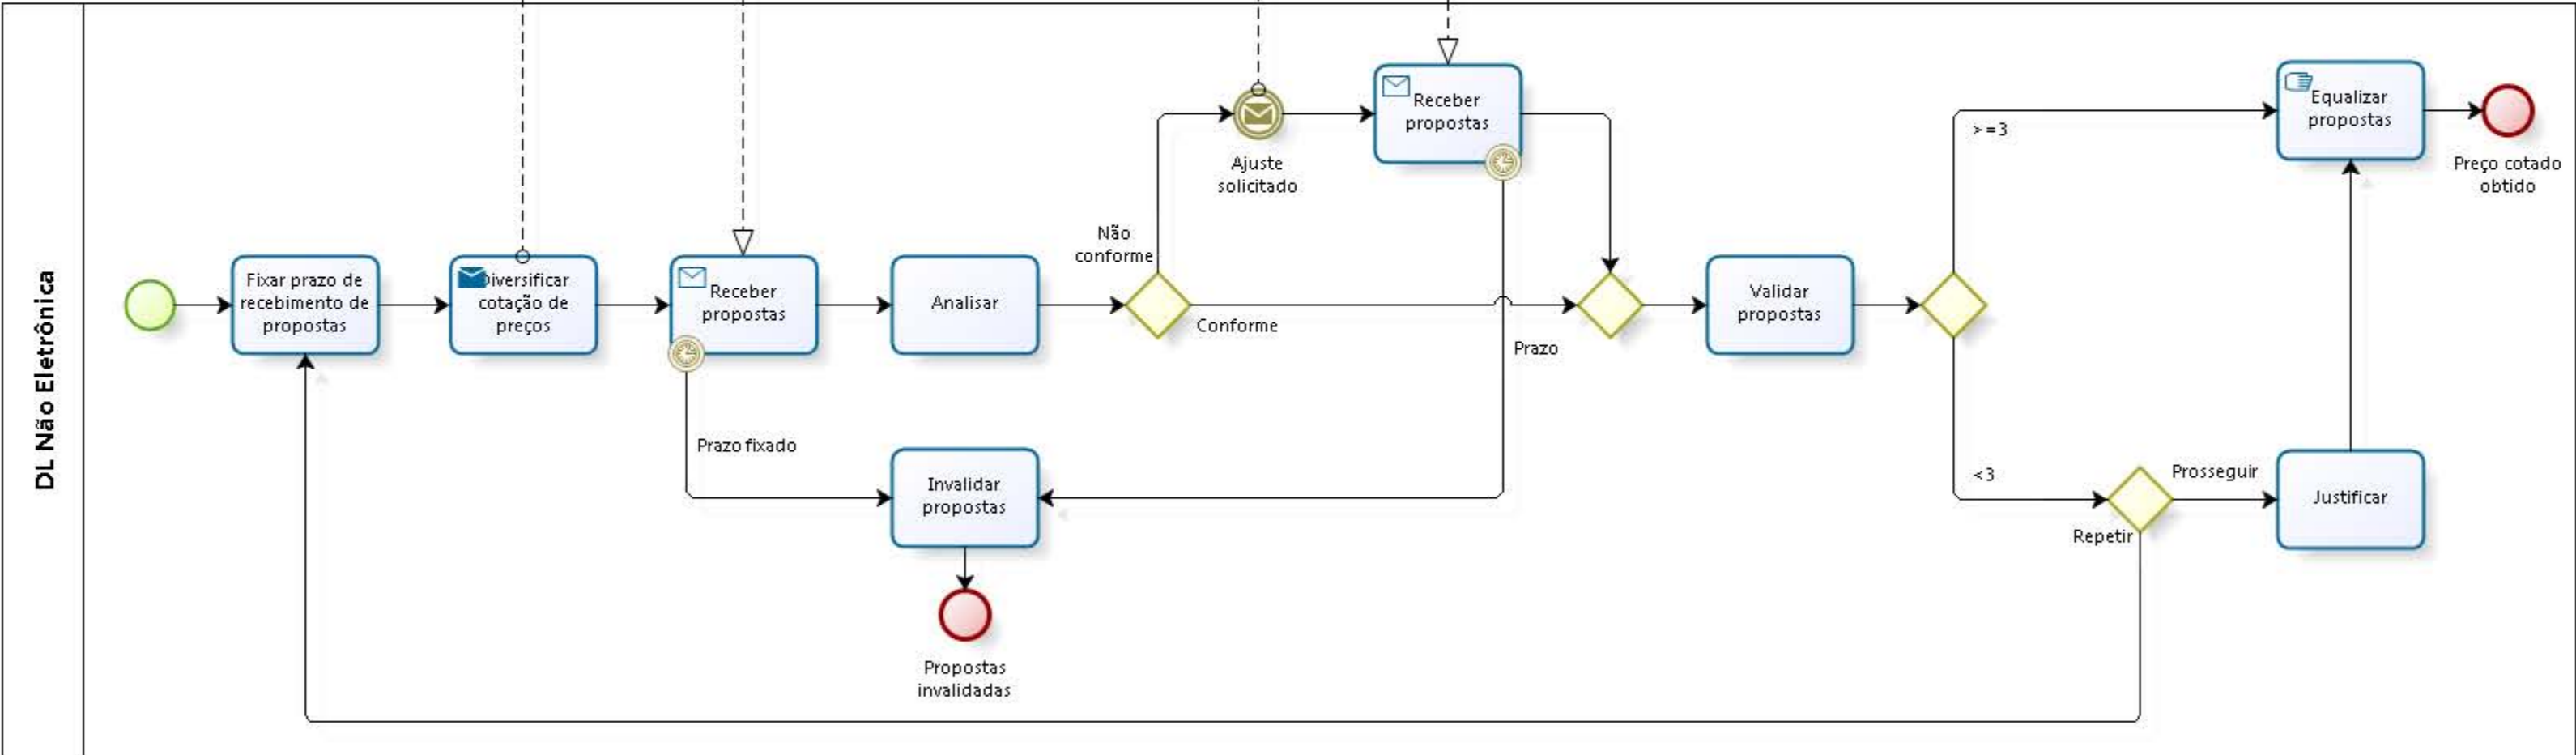 DL Não Eletrônica
Fixar prazo de
recebimento de
propostas
Diversificar
cotação de
preços
Receber
propostas
Prazo fixado
Analisar
Não
conforme
Conforme
Ajuste
solicitado
Receber
propostas
Prazo
Invalidar
propostas
Propostas
invalidadas
Validar
propostas
>=3
<3
Repetir
Prosseguir
Justificar
Equalizar
propostas
Preço cotado
obtido